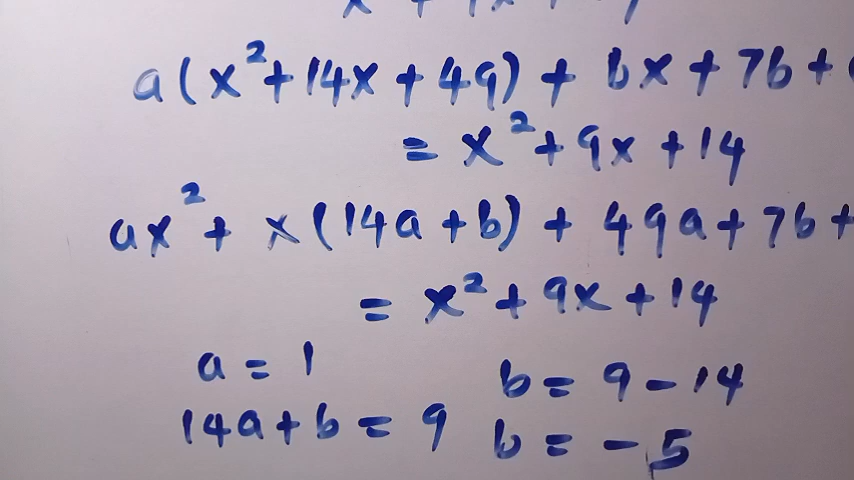 a(x²+14x+49)+bx+7b+
=x²+9x+14
ax²+x(14a+b)+49a+7b+
=x²+9x+14
a=1
14a+b=9
b=9-14
b=-5